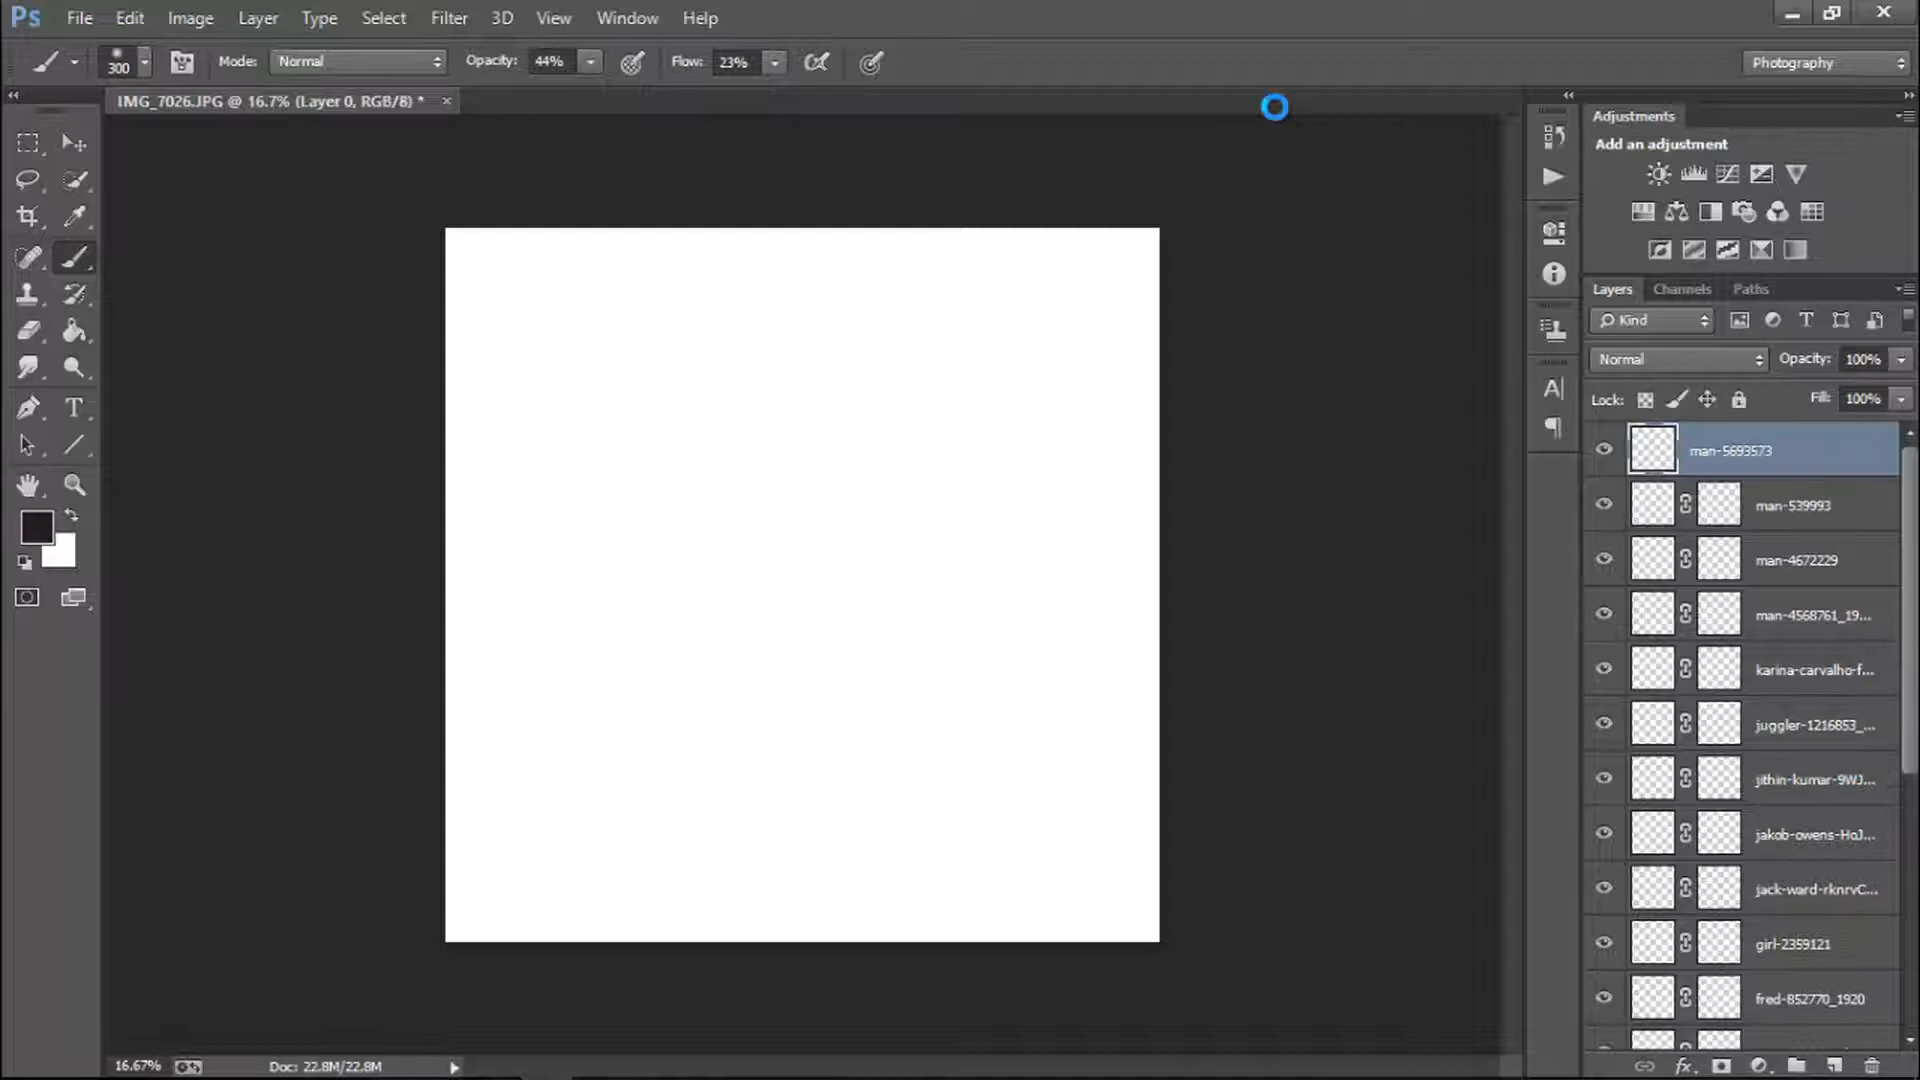 Ps File Edit Image Layer Type Select Filter 3D View Window Help
300 Mode: Normal Opacity: 44% Flow: 23% Photography
IMG_7026.JPG @ 16.7% (Layer 0, RGB/8) * ×
Adjustments
Add an adjustment
Layers Channels Paths
Kind
Normal Opacity: 100%
Lock: Fill: 100%
man-5693573
man-539993
man-4672229
man-4568761_19...
karina-carvalho-f...
juggler-1216853_...
jithin-kumar-9WJ...
jakob-owens-HoJ...
jack-ward-rknrvC...
girl-2359121
fred-852770_1920
16.67% Doc: 22.8M/22.8M